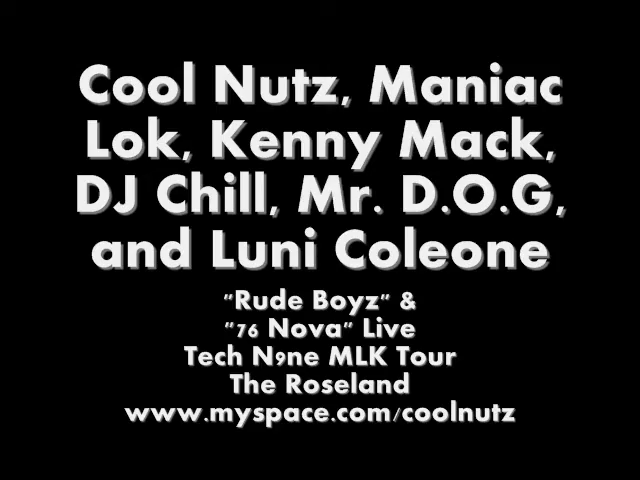 Cool Nutz, Maniac
Lok, Kenny Mack,
DJ Chill, Mr. D.O.G,
and Luni Coleone
"Rude Boyz" &
"76 Nova" Live
Tech N9ne MLK Tour
The Roseland
www.myspace.com/coolnutz